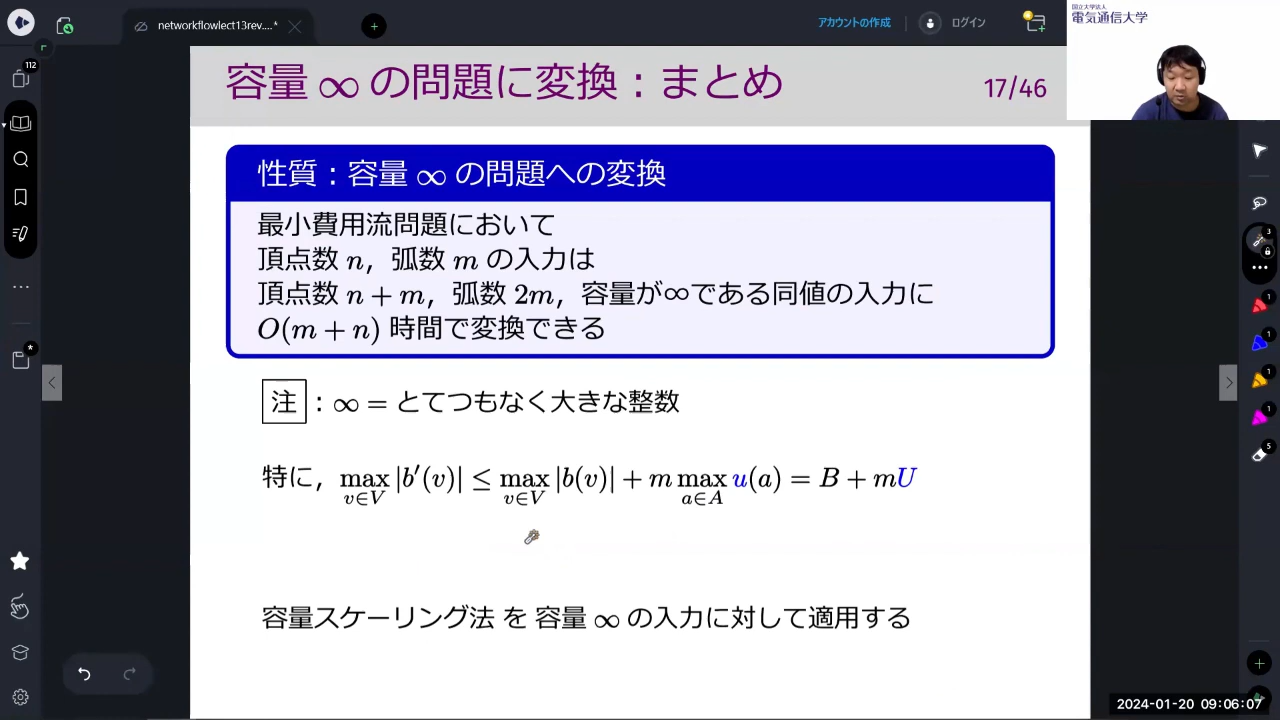 networkflowlect13rev....*
アカウントの作成
ログイン
国立大学法人
電気通信大学
112
容量 ∞ の問題に変換：まとめ
17/46
性質：容量 ∞ の問題への変換
最小費用流問題において
頂点数 n，弧数 m の入力は
頂点数 n + m，弧数 2m，容量が∞である同値の入力に
O(m + n) 時間で変換できる
注：∞ = とてつもなく大きな整数
特に，max_{v∈V} |b′(v)| ≤ max_{v∈V} |b(v)| + m max_{a∈A} u(a) = B + mU
容量スケーリング法 を 容量 ∞ の入力に対して適用する
3
1
1
1
1
5
2024-01-20 09:06:07